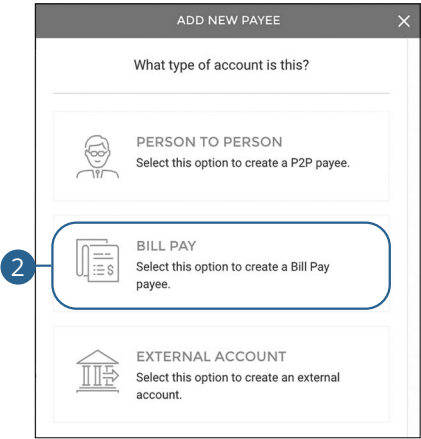 ADD NEW PAYEE
What type of account is this?
PERSON TO PERSON
Select this option to create a P2P payee.
2
BILL PAY
Select this option to create a Bill Pay
payee.
EXTERNAL ACCOUNT
Select this option to create an external
account.